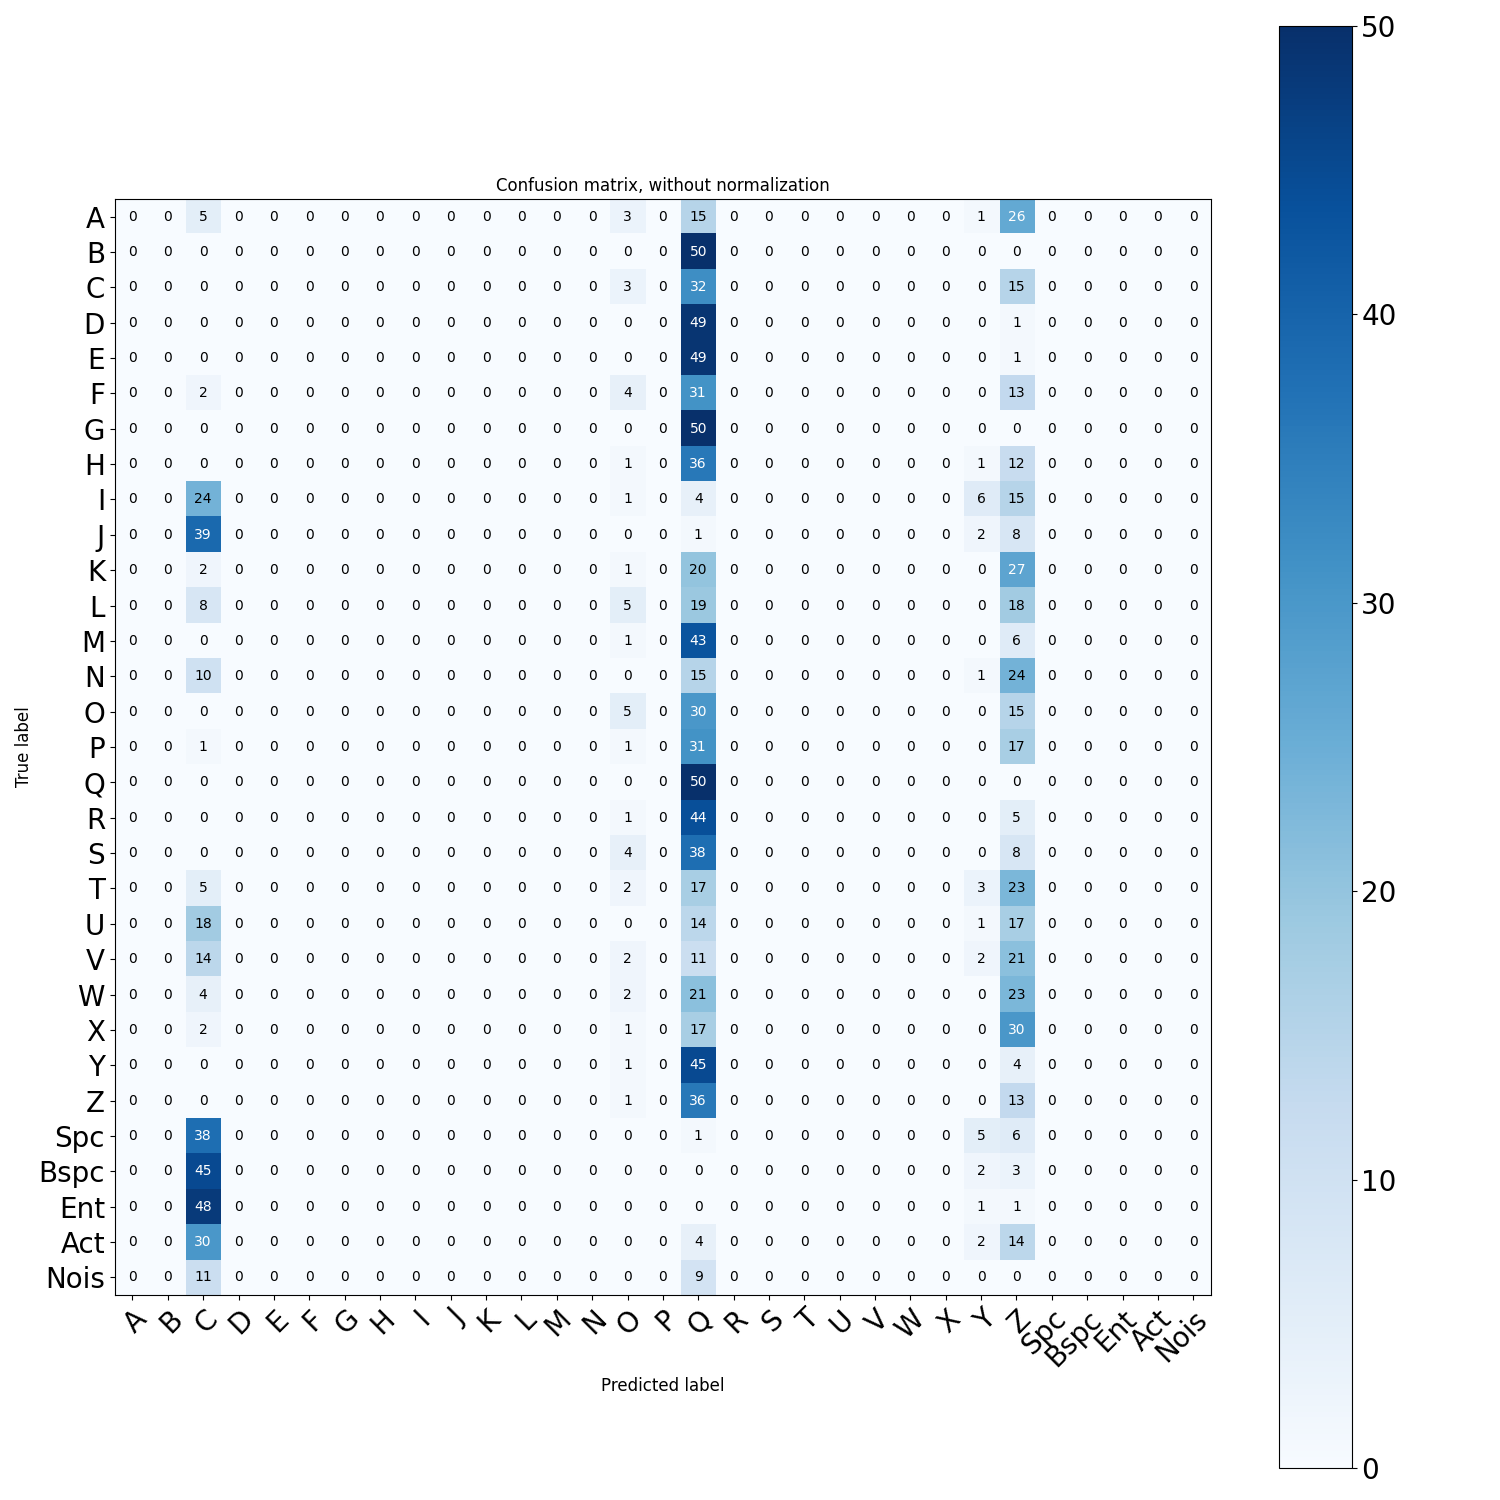 Confusion matrix, without normalization
A 0 0 5 0 0 0 0 0 0 0 0 0 0 0 3 0 15 0 0 0 0 0 0 0 1 26 0 0 0 0 0
B 0 0 0 0 0 0 0 0 0 0 0 0 0 0 0 0 50 0 0 0 0 0 0 0 0 0 0 0 0 0 0
C 0 0 0 0 0 0 0 0 0 0 0 0 0 0 3 0 32 0 0 0 0 0 0 0 0 15 0 0 0 0 0
D 0 0 0 0 0 0 0 0 0 0 0 0 0 0 0 0 49 0 0 0 0 0 0 0 0 1 0 0 0 0 0
E 0 0 0 0 0 0 0 0 0 0 0 0 0 0 0 0 49 0 0 0 0 0 0 0 0 1 0 0 0 0 0
F 0 0 2 0 0 0 0 0 0 0 0 0 0 0 4 0 31 0 0 0 0 0 0 0 0 13 0 0 0 0 0
G 0 0 0 0 0 0 0 0 0 0 0 0 0 0 0 0 50 0 0 0 0 0 0 0 0 0 0 0 0 0 0
H 0 0 0 0 0 0 0 0 0 0 0 0 0 0 1 0 36 0 0 0 0 0 0 0 1 12 0 0 0 0 0
I 0 0 24 0 0 0 0 0 0 0 0 0 0 0 1 0 4 0 0 0 0 0 0 0 6 15 0 0 0 0 0
J 0 0 39 0 0 0 0 0 0 0 0 0 0 0 0 0 1 0 0 0 0 0 0 0 2 8 0 0 0 0 0
K 0 0 2 0 0 0 0 0 0 0 0 0 0 0 1 0 20 0 0 0 0 0 0 0 0 27 0 0 0 0 0
L 0 0 8 0 0 0 0 0 0 0 0 0 0 0 5 0 19 0 0 0 0 0 0 0 0 18 0 0 0 0 0
M 0 0 0 0 0 0 0 0 0 0 0 0 0 0 1 0 43 0 0 0 0 0 0 0 0 6 0 0 0 0 0
N 0 0 10 0 0 0 0 0 0 0 0 0 0 0 0 0 15 0 0 0 0 0 0 0 1 24 0 0 0 0 0
O 0 0 0 0 0 0 0 0 0 0 0 0 0 0 5 0 30 0 0 0 0 0 0 0 0 15 0 0 0 0 0
P 0 0 1 0 0 0 0 0 0 0 0 0 0 0 1 0 31 0 0 0 0 0 0 0 0 17 0 0 0 0 0
Q 0 0 0 0 0 0 0 0 0 0 0 0 0 0 0 0 50 0 0 0 0 0 0 0 0 0 0 0 0 0 0
R 0 0 0 0 0 0 0 0 0 0 0 0 0 0 1 0 44 0 0 0 0 0 0 0 0 5 0 0 0 0 0
S 0 0 0 0 0 0 0 0 0 0 0 0 0 0 4 0 38 0 0 0 0 0 0 0 0 8 0 0 0 0 0
T 0 0 5 0 0 0 0 0 0 0 0 0 0 0 2 0 17 0 0 0 0 0 0 0 3 23 0 0 0 0 0
U 0 0 18 0 0 0 0 0 0 0 0 0 0 0 0 0 14 0 0 0 0 0 0 0 1 17 0 0 0 0 0
V 0 0 14 0 0 0 0 0 0 0 0 0 0 0 2 0 11 0 0 0 0 0 0 0 2 21 0 0 0 0 0
W 0 0 4 0 0 0 0 0 0 0 0 0 0 0 2 0 21 0 0 0 0 0 0 0 0 23 0 0 0 0 0
X 0 0 2 0 0 0 0 0 0 0 0 0 0 0 1 0 17 0 0 0 0 0 0 0 0 30 0 0 0 0 0
Y 0 0 0 0 0 0 0 0 0 0 0 0 0 0 1 0 45 0 0 0 0 0 0 0 0 4 0 0 0 0 0
Z 0 0 0 0 0 0 0 0 0 0 0 0 0 0 1 0 36 0 0 0 0 0 0 0 0 13 0 0 0 0 0
Spc 0 0 38 0 0 0 0 0 0 0 0 0 0 0 0 0 1 0 0 0 0 0 0 0 5 6 0 0 0 0 0
Bspc 0 0 45 0 0 0 0 0 0 0 0 0 0 0 0 0 0 0 0 0 0 0 0 0 2 3 0 0 0 0 0
Ent 0 0 48 0 0 0 0 0 0 0 0 0 0 0 0 0 0 0 0 0 0 0 0 0 1 1 0 0 0 0 0
Act 0 0 30 0 0 0 0 0 0 0 0 0 0 0 0 0 4 0 0 0 0 0 0 0 2 14 0 0 0 0 0
Nois 0 0 11 0 0 0 0 0 0 0 0 0 0 0 0 0 9 0 0 0 0 0 0 0 0 0 0 0 0 0 0
A B C D E F G H I J K L M N O P Q R S T U V W X Y Z Spc Bspc Ent Act Nois
Predicted label
True label
50
40
30
20
10
0